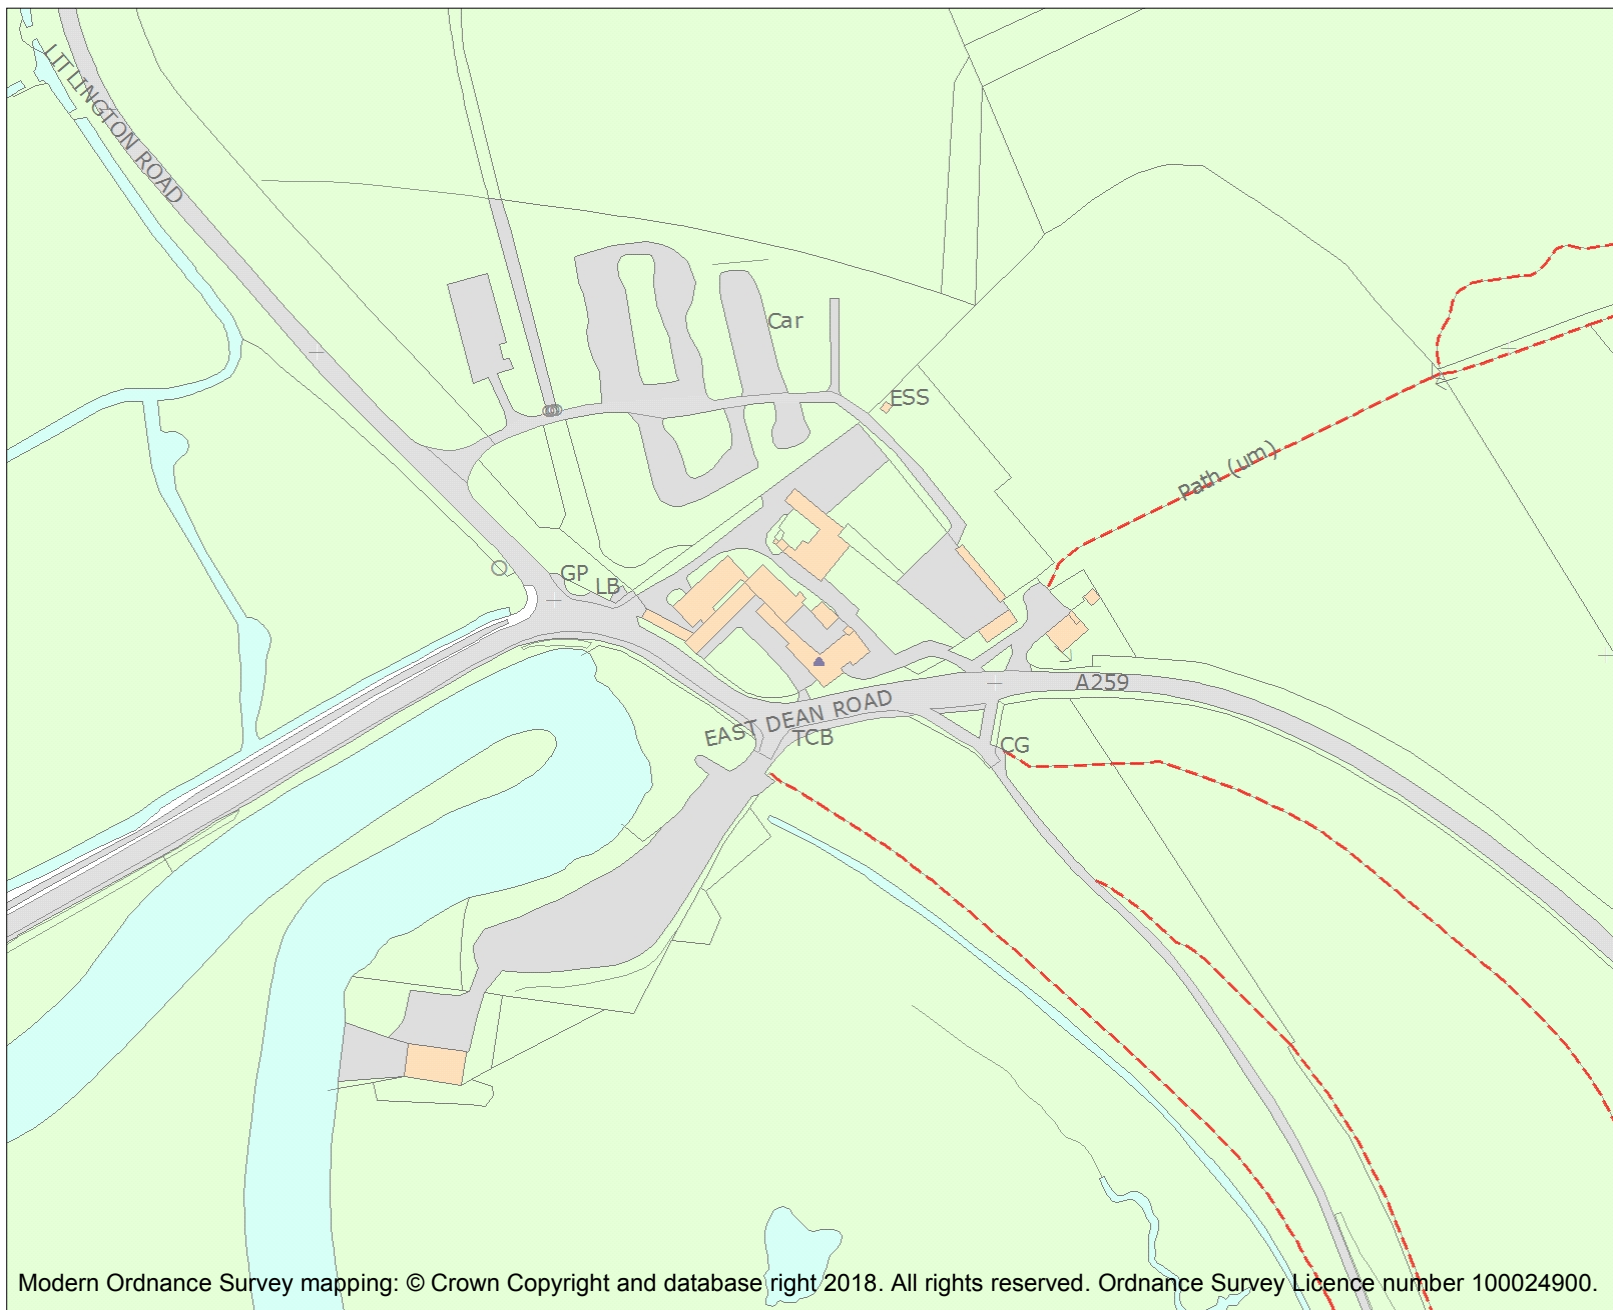 LITLINGTON ROAD
Car
ESS
Path (um)
GP
LB
A259
EAST DEAN ROAD
TCB
CG
Modern Ordnance Survey mapping: © Crown Copyright and database right 2018. All rights reserved. Ordnance Survey Licence number 100024900.